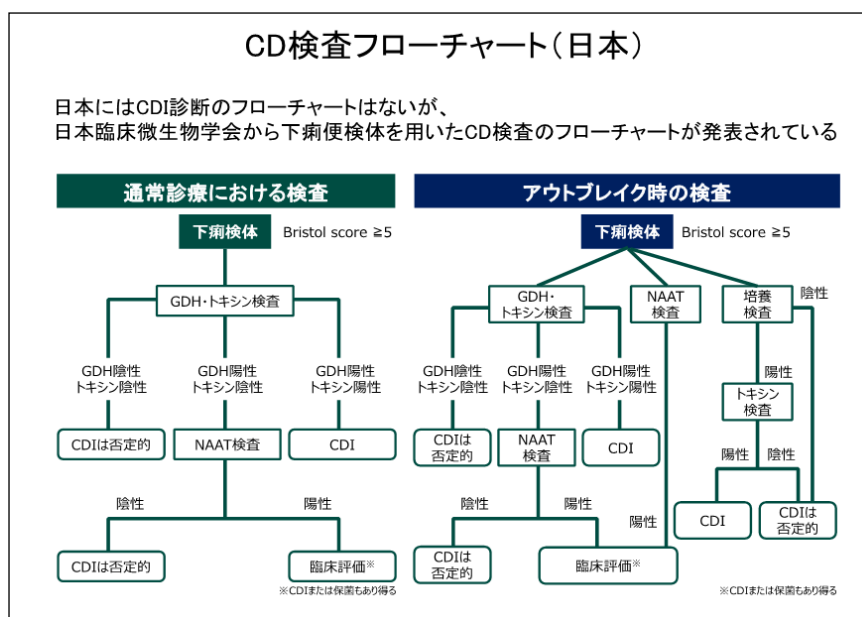 CD検査フローチャート（日本）
日本にはCDI診断のフローチャートはないが、
日本臨床微生物学会から下痢便検体を用いたCD検査のフローチャートが発表されている
通常診療における検査
下痢検体
Bristol score ≧5
GDH・トキシン検査
GDH陰性
トキシン陰性
GDH陽性
トキシン陰性
GDH陽性
トキシン陽性
CDIは否定的
NAAT検査
CDI
陰性
陽性
CDIは否定的
臨床評価※
※CDIまたは保菌もあり得る
アウトブレイク時の検査
下痢検体
Bristol score ≧5
GDH・
トキシン検査
NAAT
検査
培養
検査
陰性
GDH陰性
トキシン陰性
GDH陽性
トキシン陰性
GDH陽性
トキシン陽性
陽性
トキシン
検査
CDIは
否定的
NAAT
検査
CDI
陽性
陰性
陰性
陽性
陽性
CDI
CDIは
否定的
CDIは
否定的
臨床評価※
※CDIまたは保菌もあり得る